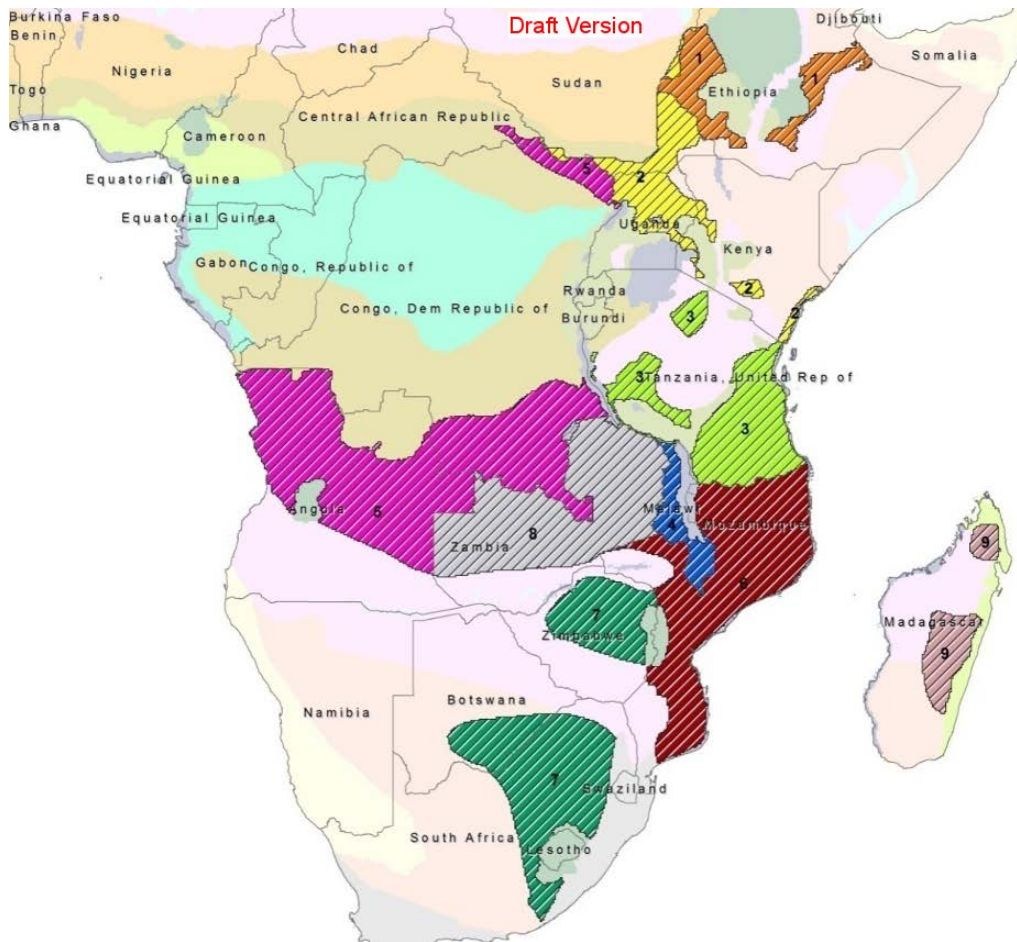 Draft Version
Burkina Faso
Djibouti
Benin
Chad
Somalia
1
Nigeria
Sudan
1
Togo
Ethiopia
Ghana
Central African Republic
Cameroon
5
2
Equatorial Guinea
Equatorial Guinea
Uganda
Kenya
Gabon
Congo, Republic of
2
Rwanda
Congo, Dem Republic of
Burundi
3
2
3
Tanzania, United Rep of
3
Angola
5
Malawi
4
Mozambique
8
Zambia
9
6
7
Zimbabwe
Madagascar
9
Botswana
Namibia
7
Swaziland
South Africa
Lesotho